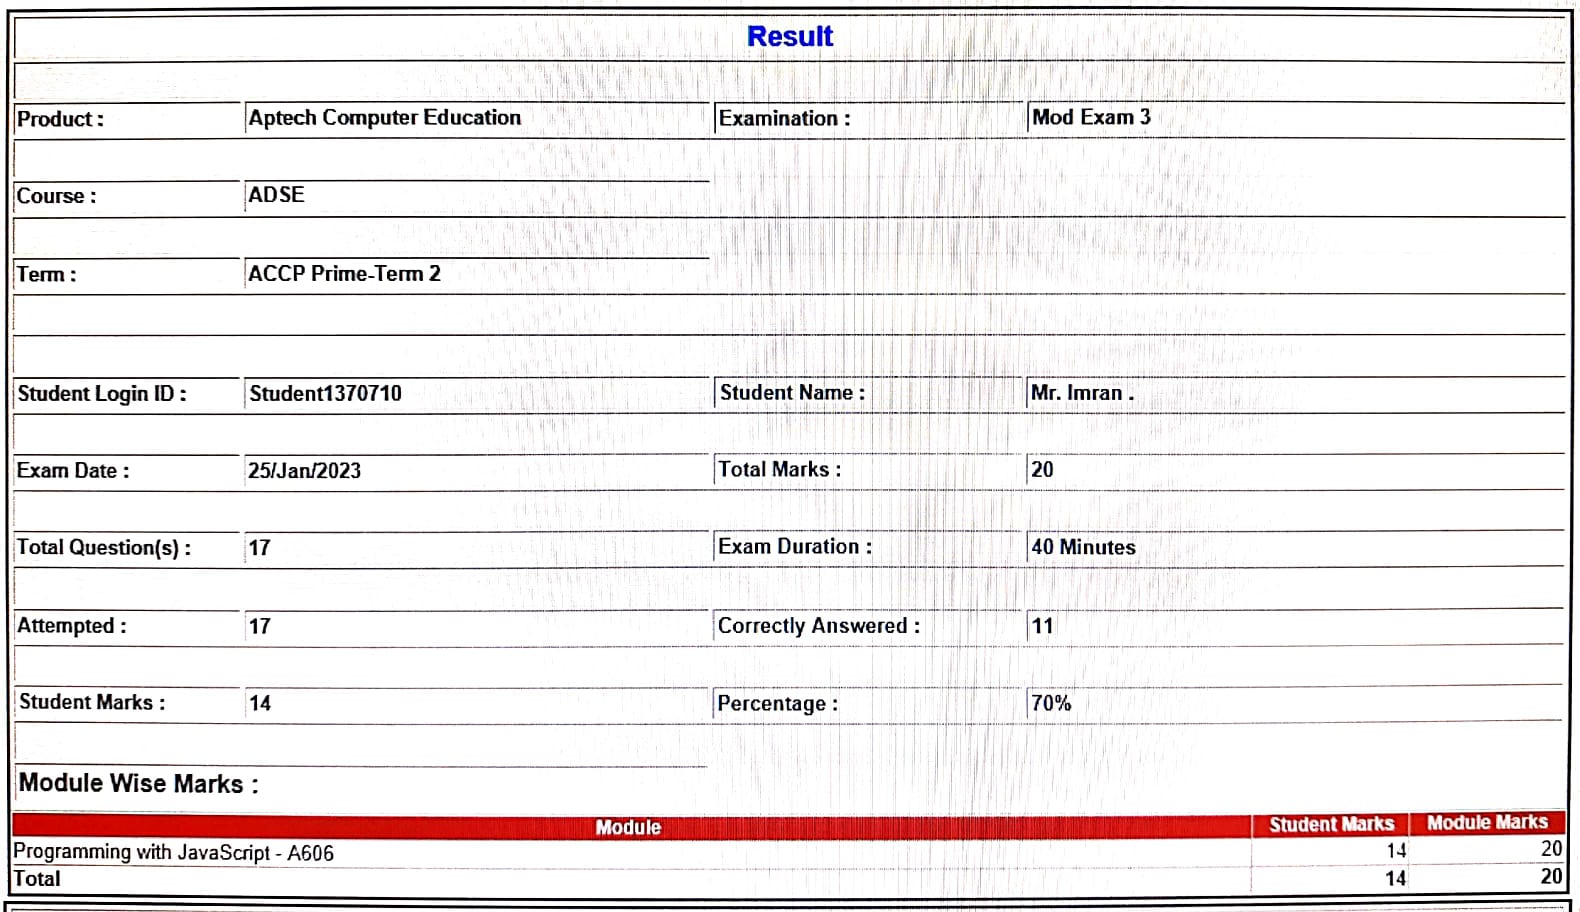 Result
Product : Aptech Computer Education Examination : Mod Exam 3
Course : ADSE
Term : ACCP Prime-Term 2
Student Login ID : Student1370710 Student Name : Mr. Imran .
Exam Date : 25/Jan/2023 Total Marks : 20
Total Question(s) : 17 Exam Duration : 40 Minutes
Attempted : 17 Correctly Answered : 11
Student Marks : 14 Percentage : 70%
Module Wise Marks :
Module Student Marks Module Marks
Programming with JavaScript - A606 14 20
Total 14 20